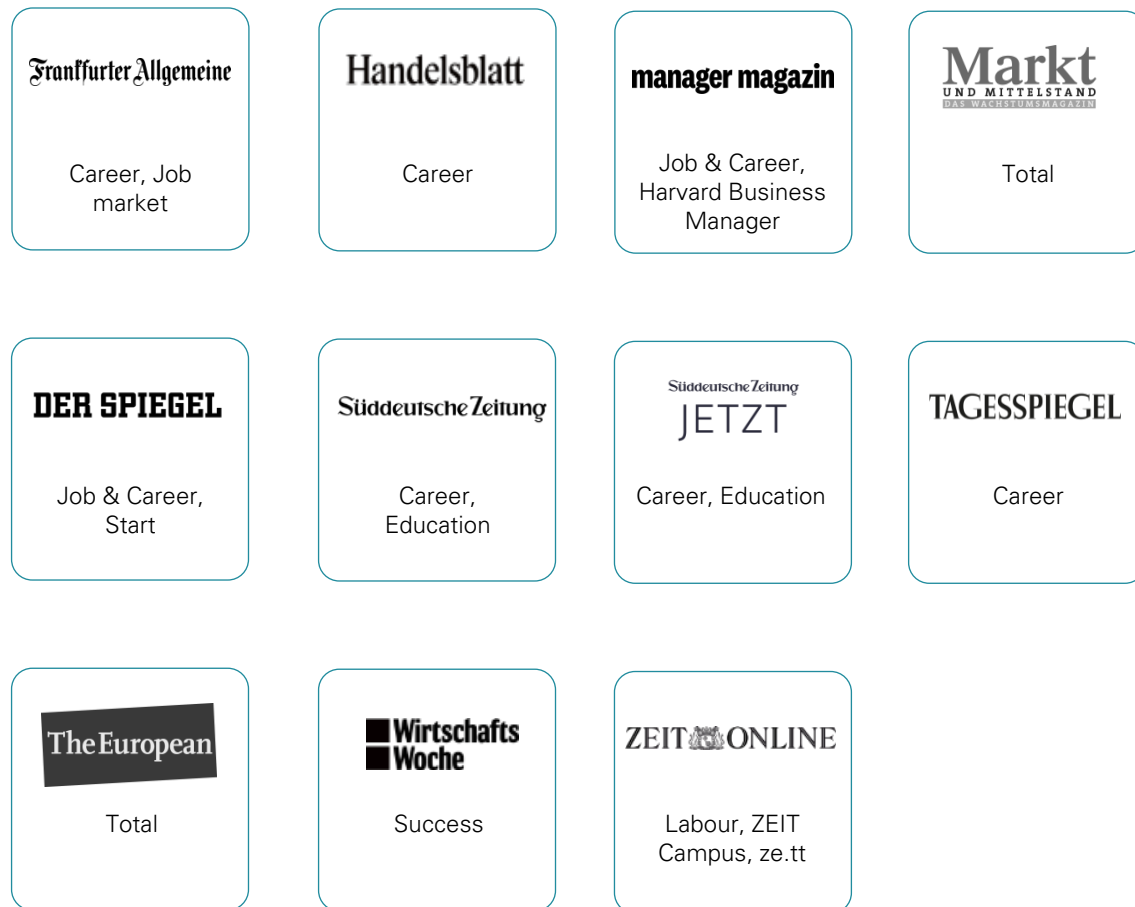 Frankfurter Allgemeine
Career, Job
market
Handelsblatt
Career
manager magazin
Job & Career,
Harvard Business
Manager
Markt
UND MITTELSTAND
DAS WACHSTUMSMAGAZIN
Total
DER SPIEGEL
Job & Career,
Start
Süddeutsche Zeitung
Career,
Education
Süddeutsche Zeitung
JETZT
Career, Education
TAGESSPIEGEL
Career
The European
Total
Wirtschafts
Woche
Success
ZEIT ONLINE
Labour, ZEIT
Campus, ze.tt